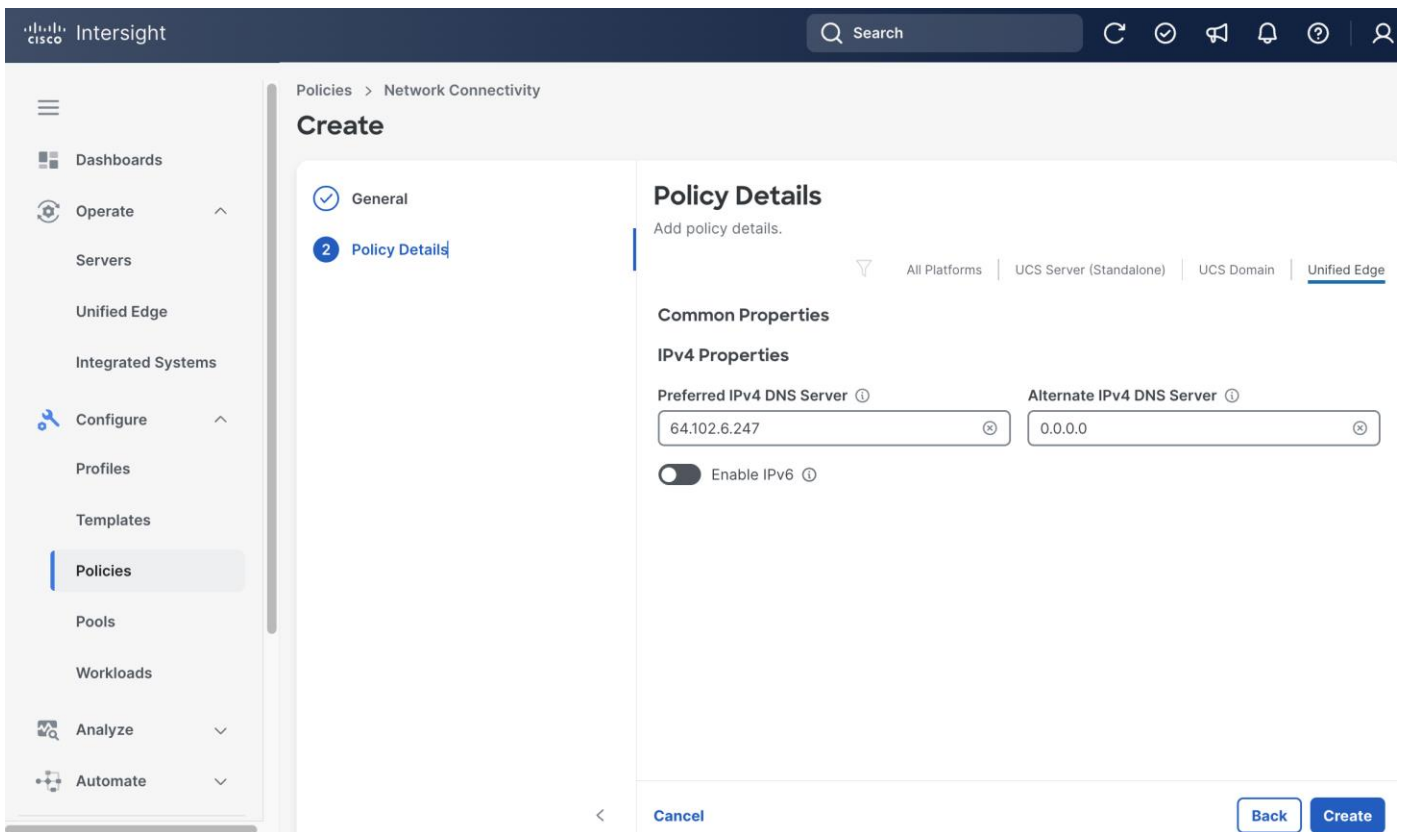 CISCO Intersight
Search
Dashboards
Operate
Servers
Unified Edge
Integrated Systems
Configure
Profiles
Templates
Policies
Pools
Workloads
Analyze
Automate
Policies > Network Connectivity
Create
General
2 Policy Details
Policy Details
Add policy details.
All Platforms | UCS Server (Standalone) | UCS Domain | Unified Edge
Common Properties
IPv4 Properties
Preferred IPv4 DNS Server
Alternate IPv4 DNS Server
64.102.6.247
0.0.0.0
Enable IPv6
Cancel
Back
Create